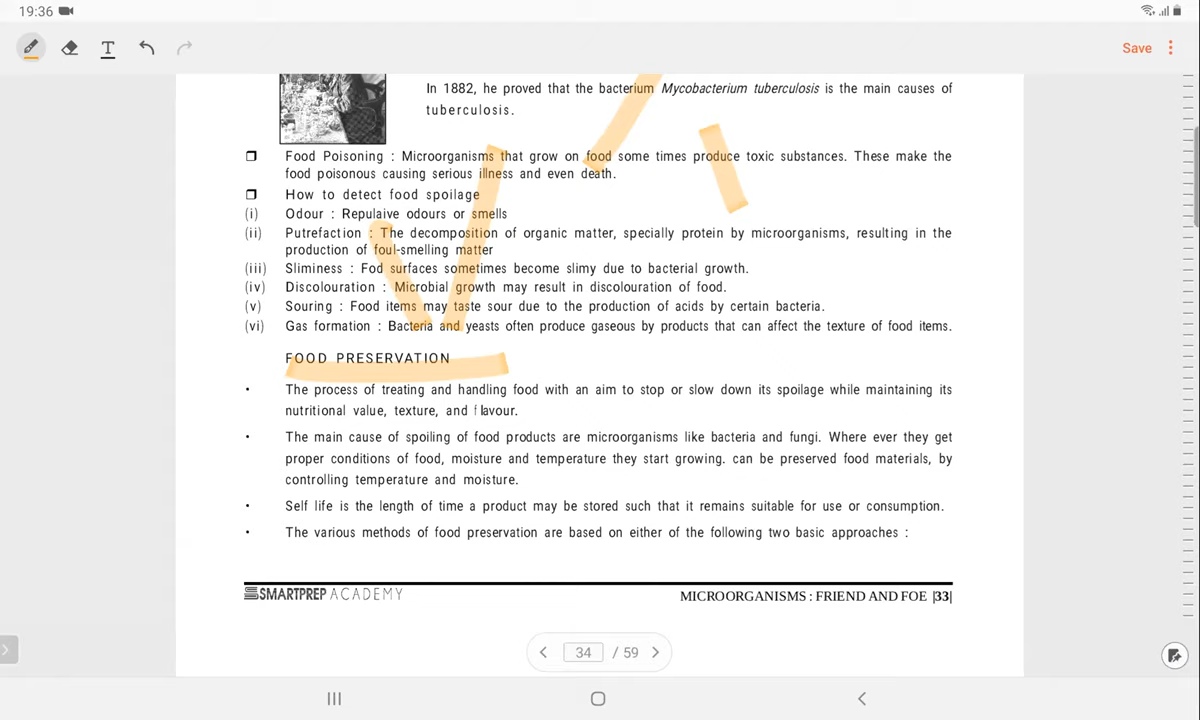 19:36
T
Save
In 1882, he proved that the bacterium Mycobacterium tuberculosis is the main causes of
tuberculosis.
Food Poisoning : Microorganisms that grow on food some times produce toxic substances. These make the
food poisonous causing serious illness and even death.
How to detect food spoilage
(i) Odour : Repulaive odours or smells
(ii) Putrefaction : The decomposition of organic matter, specially protein by microorganisms, resulting in the
production of foul-smelling matter
(iii) Sliminess : Fod surfaces sometimes become slimy due to bacterial growth.
(iv) Discolouration : Microbial growth may result in discolouration of food.
(v) Souring : Food items may taste sour due to the production of acids by certain bacteria.
(vi) Gas formation : Bacteria and yeasts often produce gaseous by products that can affect the texture of food items.
FOOD PRESERVATION
• The process of treating and handling food with an aim to stop or slow down its spoilage while maintaining its
nutritional value, texture, and flavour.
• The main cause of spoiling of food products are microorganisms like bacteria and fungi. Where ever they get
proper conditions of food, moisture and temperature they start growing. can be preserved food materials, by
controlling temperature and moisture.
• Self life is the length of time a product may be stored such that it remains suitable for use or consumption.
• The various methods of food preservation are based on either of the following two basic approaches :
SMARTPREP ACADEMY
MICROORGANISMS : FRIEND AND FOE |33|
34 / 59